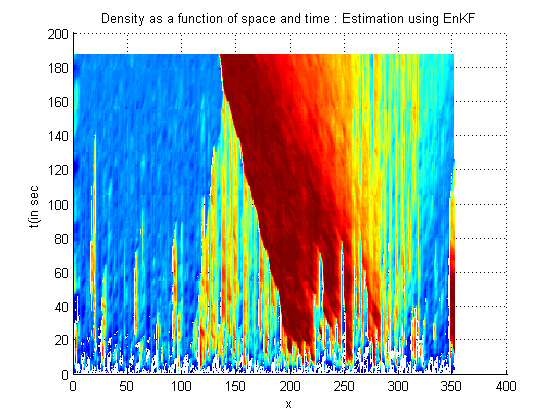 Density as a function of space and time : Estimation using EnKF
200
180
160
140
120
100
80
60
40
20
0
t(in sec
0 50 100 150 200 250 300 350 400
x